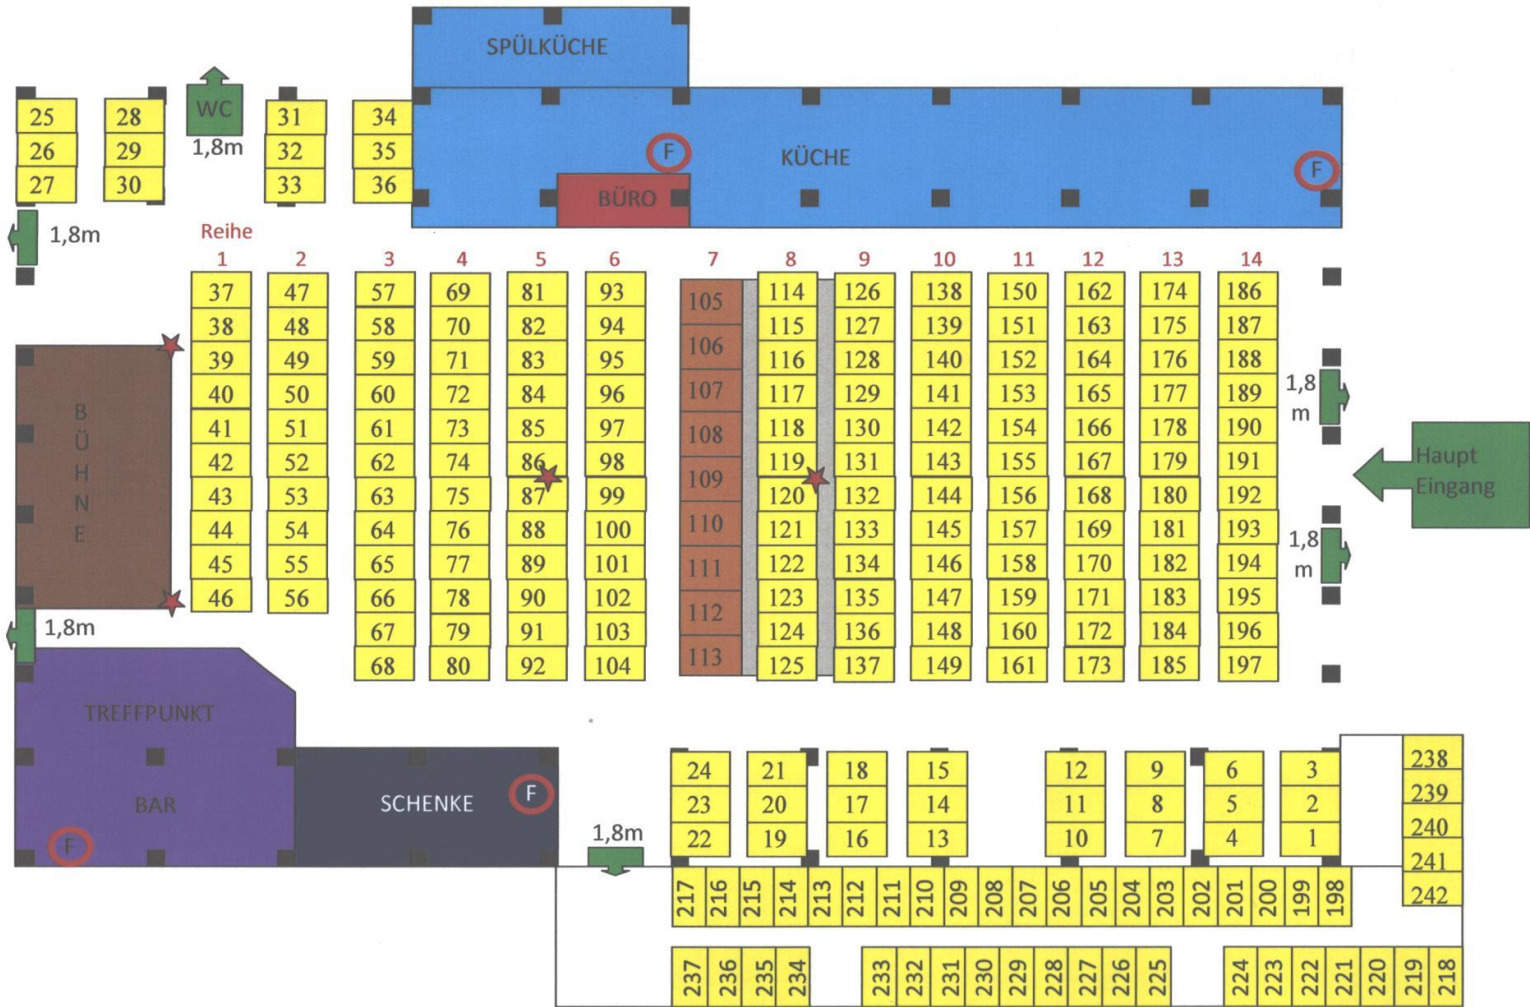 SPÜLKÜCHE
WC
25 28 31 34
1,8m
26 29 32 35
F
KÜCHE
F
27 30 33 36
BÜRO
1,8m
Reihe
1 2 3 4 5 6 7 8 9 10 11 12 13 14
37 47 57 69 81 93 105 114 126 138 150 162 174 186
38 48 58 70 82 94 115 127 139 151 163 175 187
39 49 59 71 83 95 106 116 128 140 152 164 176 188
40 50 60 72 84 96 107 117 129 141 153 165 177 189
41 51 61 73 85 97 108 118 130 142 154 166 178 190
42 52 62 74 86 98 109 119 131 143 155 167 179 191
43 53 63 75 87 99 120 132 144 156 168 180 192
44 54 64 76 88 100 110 121 133 145 157 169 181 193
45 55 65 77 89 101 111 122 134 146 158 170 182 194
46 56 66 78 90 102 112 123 135 147 159 171 183 195
67 79 91 103 124 136 148 160 172 184 196
68 80 92 104 113 125 137 149 161 173 185 197
BÜHNE
1,8
m
Haupt
Eingang
1,8
m
1,8m
TREFFPUNKT
BAR
F
SCHENKE
F
1,8m
24 21 18 15 12 9 6 3
23 20 17 14 11 8 5 2
22 19 16 13 10 7 4 1
238
239
240
241
242
217 216 215 214 213 212 211 210 209 208 207 206 205 204 203 202 201 200 199 198
237 236 235 234 233 232 231 230 229 228 227 226 225 224 223 222 221 220 219 218